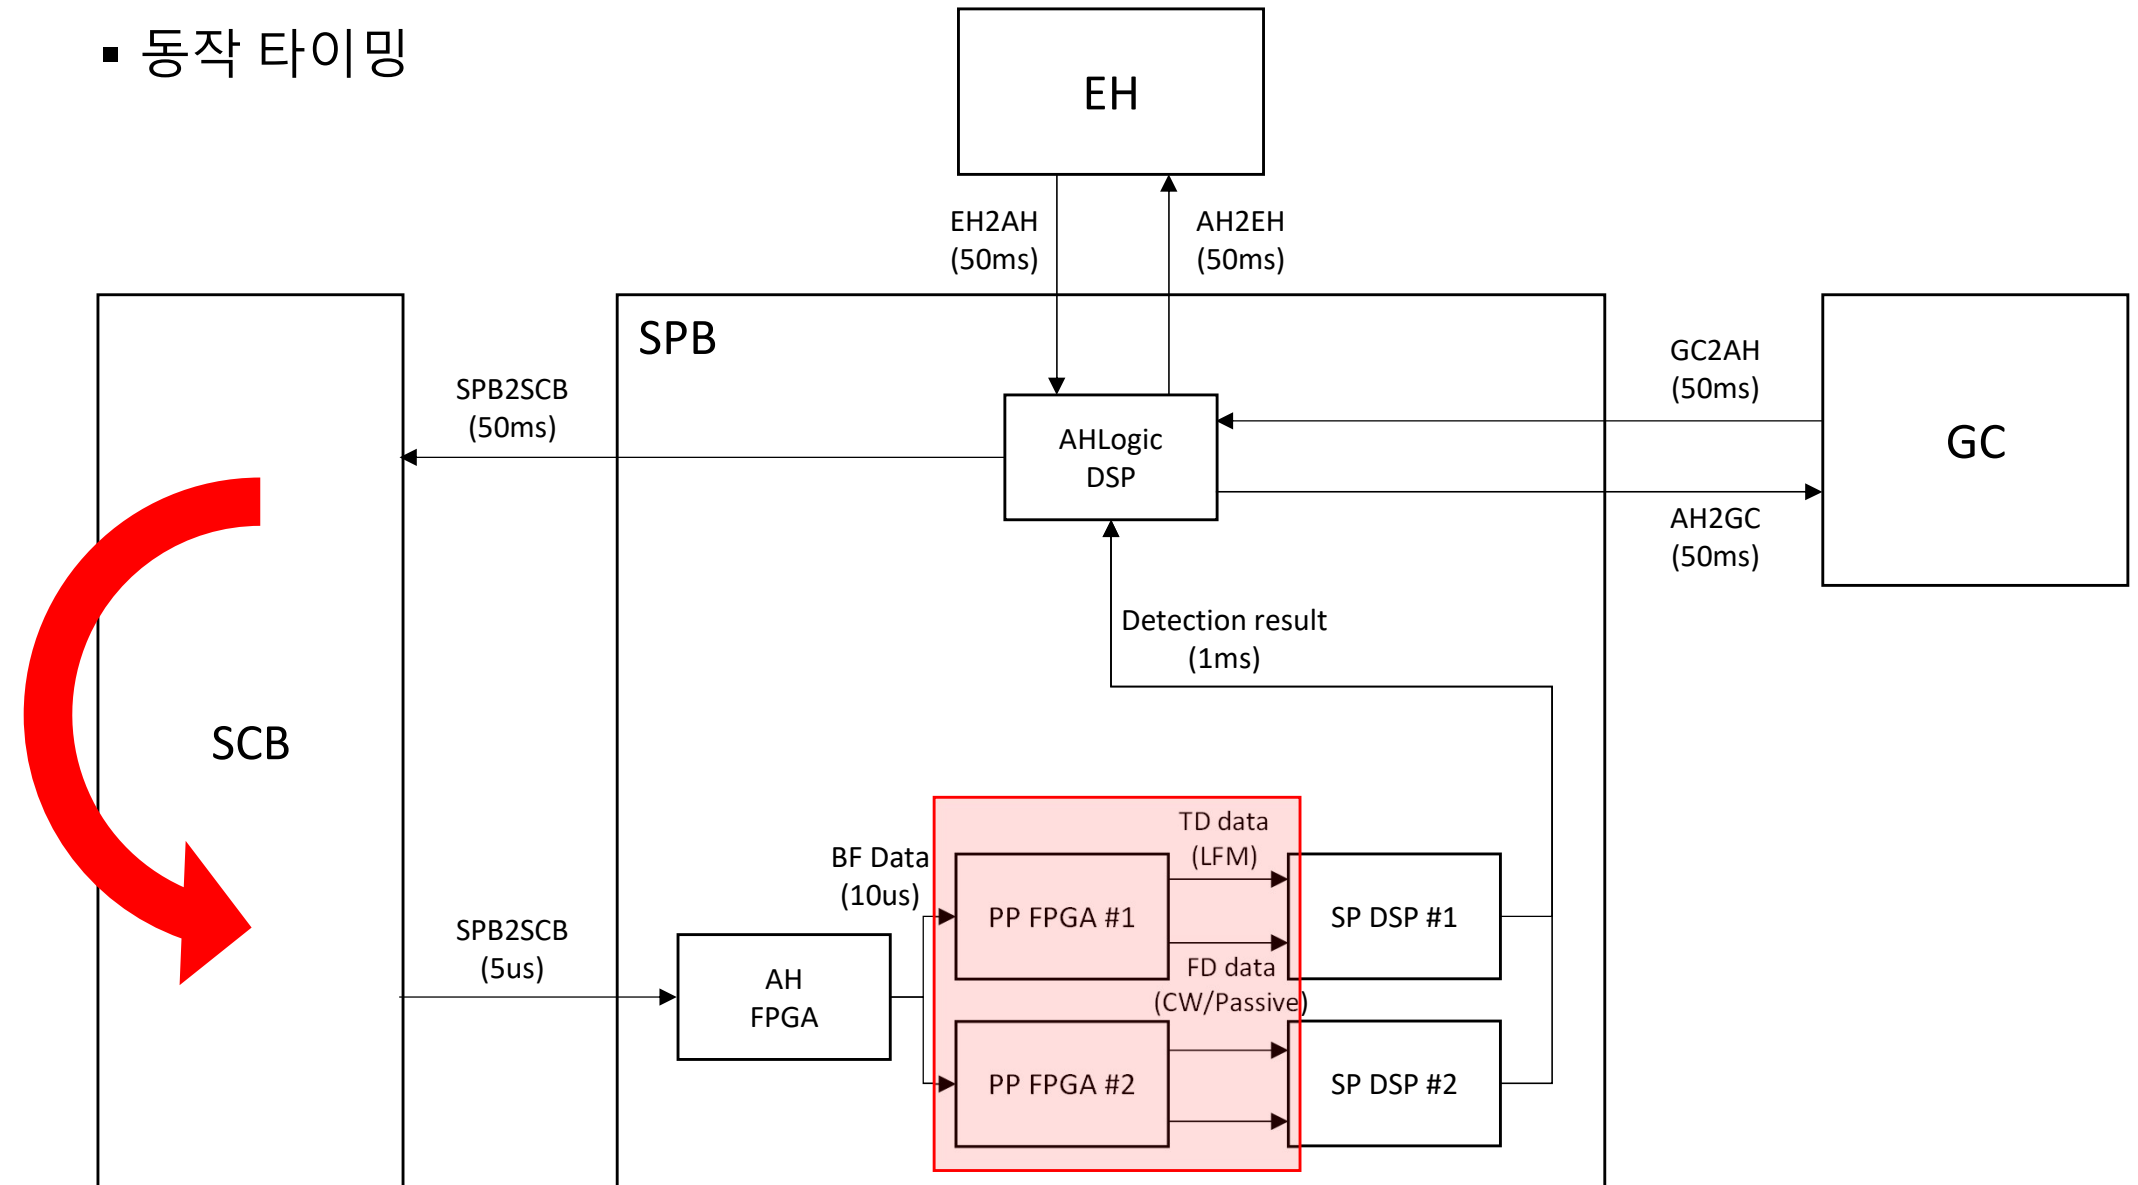 ▪ 동작 타이밍
EH
EH2AH
(50ms)
AH2EH
(50ms)
SPB
GC2AH
(50ms)
SPB2SCB
(50ms)
AHLogic
DSP
GC
AH2GC
(50ms)
Detection result
(1ms)
SCB
TD data
(LFM)
BF Data
(10us)
PP FPGA #1
SP DSP #1
SPB2SCB
(5us)
AH
FPGA
FD data
(CW/Passive)
PP FPGA #2
SP DSP #2